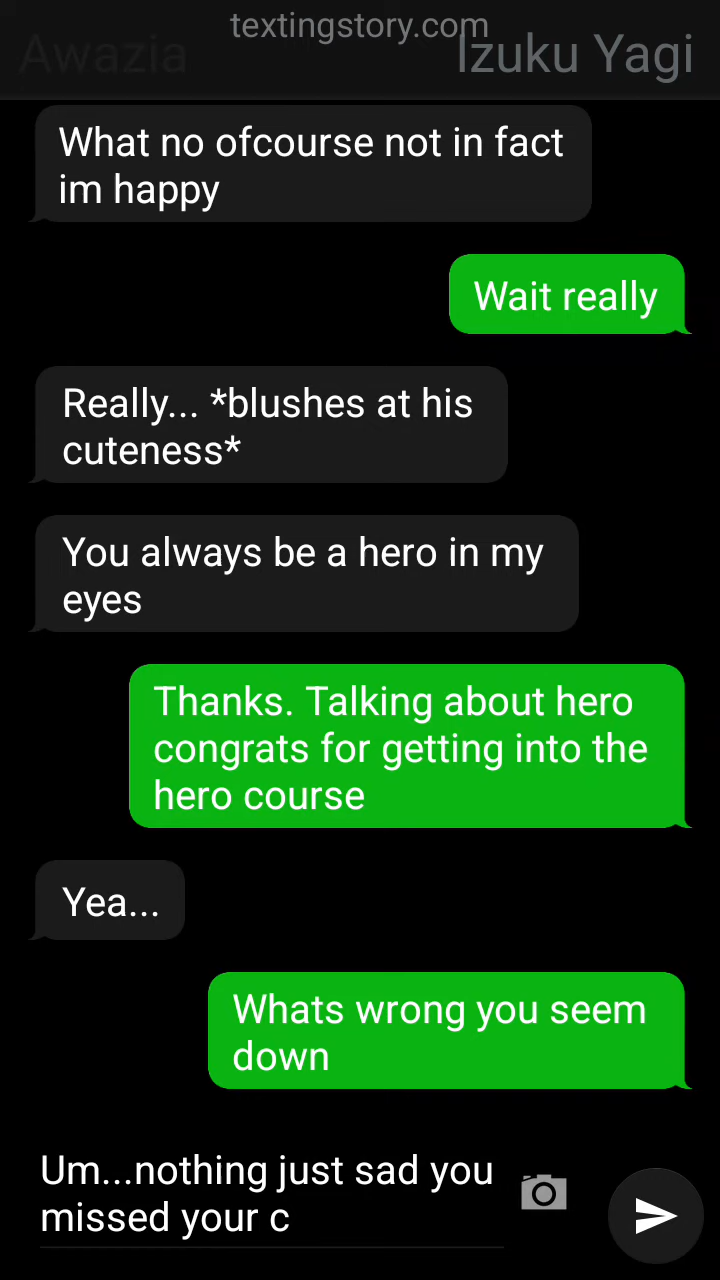 textingstory.com
Awazia
Izuku Yagi
What no ofcourse not in fact
im happy
Wait really
Really... *blushes at his
cuteness*
You always be a hero in my
eyes
Thanks. Talking about hero
congrats for getting into the
hero course
Yea...
Whats wrong you seem
down
Um...nothing just sad you
missed your c